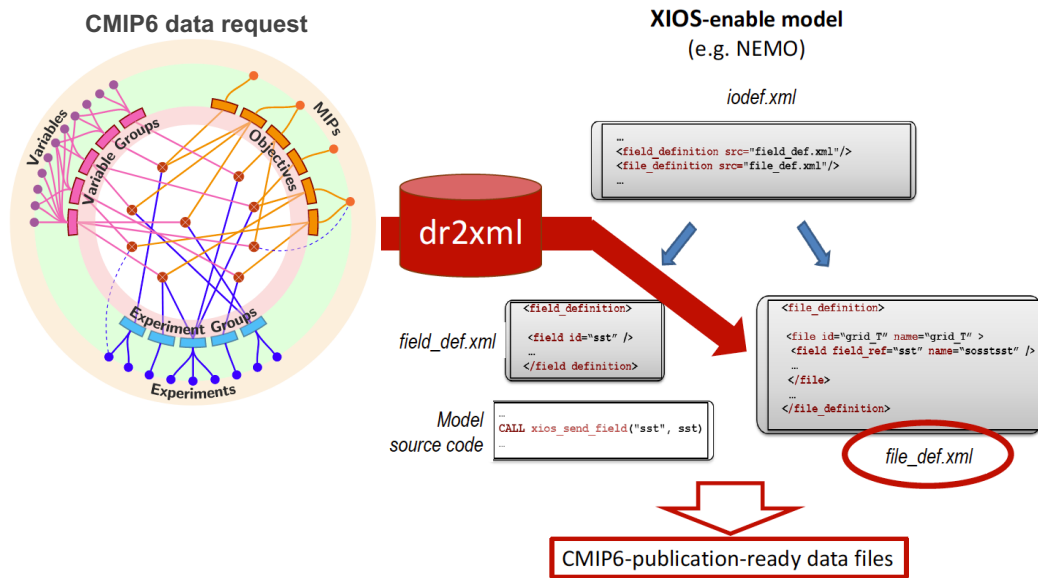 CMIP6 data request
Variables
Variable Groups
Objectives
MIPs
Experiment Groups
Experiments
dr2xml
XIOS-enable model
(e.g. NEMO)
iodef.xml
…
<field_definition src="field_def.xml"/>
<file_definition src="file_def.xml"/>
…
field_def.xml
<field_definition>
<field id=“sst” />
…
</field definition>
Model
source code
…
CALL xios_send_field("sst", sst)
…
<file_definition>
<file id=“grid_T” name=“grid_T” >
<field field_ref=“sst” name=“sosstsst” />
…
</file>
…
</file_definition>
file_def.xml
CMIP6-publication-ready data files